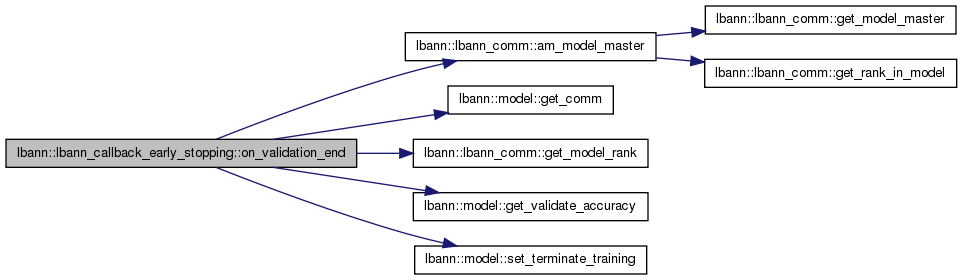 lbann::lbann_callback_early_stopping::on_validation_end
lbann::lbann_comm::am_model_master
lbann::lbann_comm::get_model_master
lbann::lbann_comm::get_rank_in_model
lbann::model::get_comm
lbann::lbann_comm::get_model_rank
lbann::model::get_validate_accuracy
lbann::model::set_terminate_training